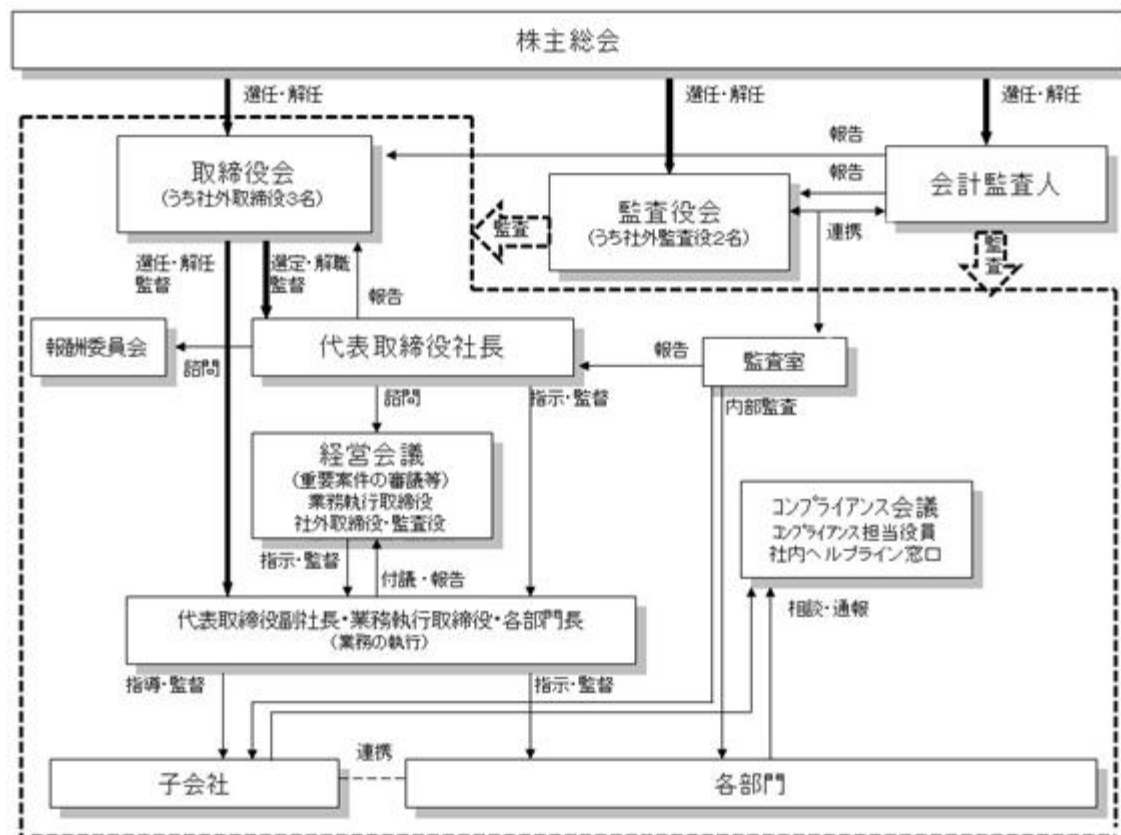 株主総会
選任・解任
選任・解任
選任・解任
取締役会
(うち社外取締役3名)
報告
報告
会計監査人
監査
監査役会
(うち社外監査役2名)
連携
監査
選任・解任
監督
選定・解職
監督
報告
報酬委員会
諮問
代表取締役社長
報告
監査室
諮問
指示・監督
内部監査
経営会議
(重要案件の審議等)
業務執行取締役
社外取締役・監査役
コンプライアンス会議
コンプライアンス担当役員
社内ヘルプライン窓口
指示・監督
付議・報告
相談・通報
代表取締役副社長・業務執行取締役・各部門長
(業務の執行)
指導・監督
指示・監督
子会社
連携
各部門